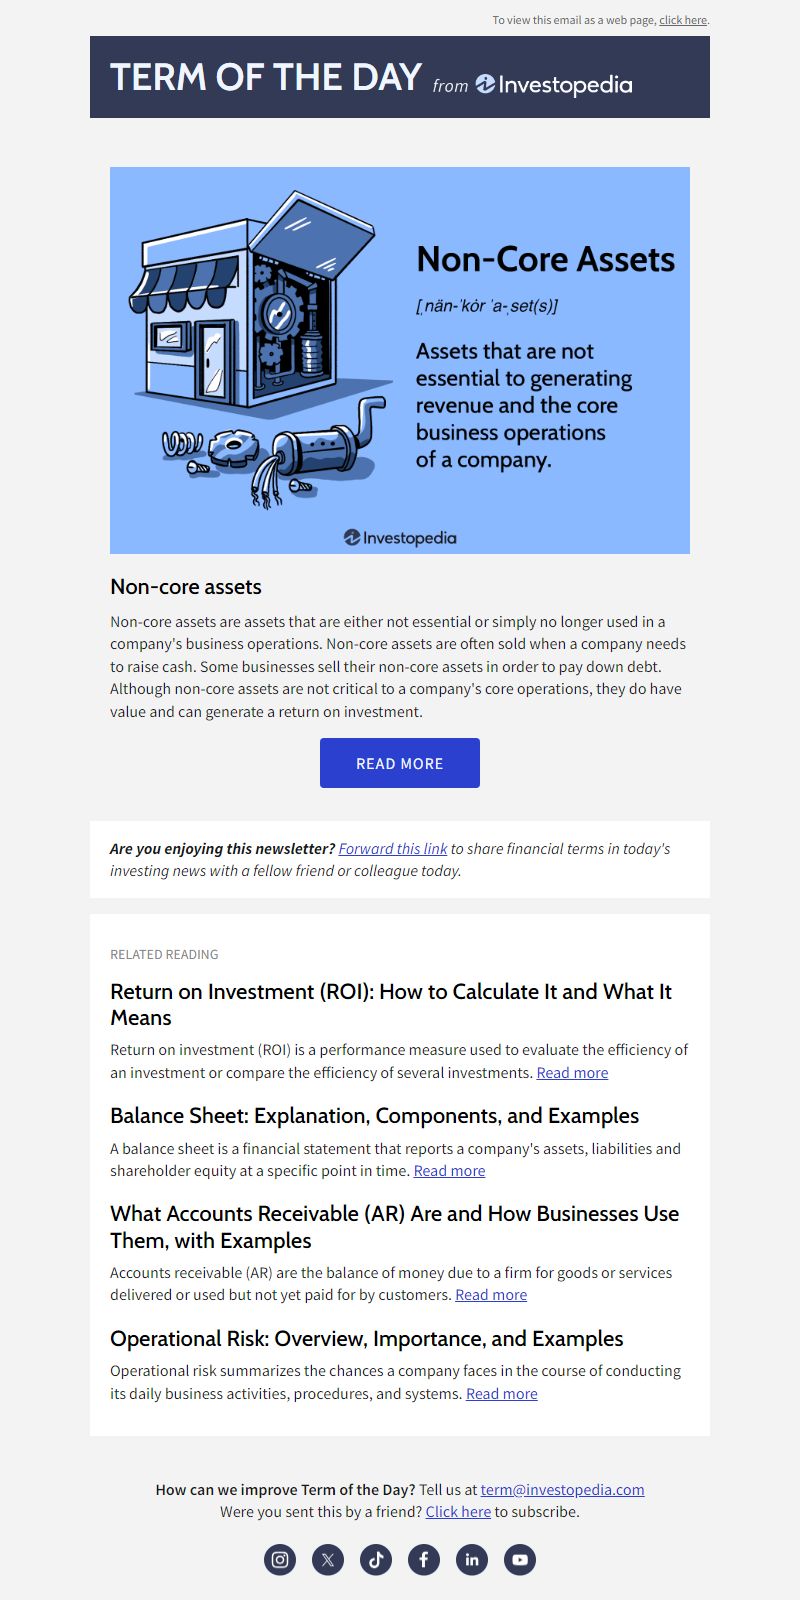 To view this email as a web page, click here.
TERM OF THE DAY from Investopedia
Non-Core Assets
[ˌnän-ˈkȯr ˈa-ˌset(s)]
Assets that are not
essential to generating
revenue and the core
business operations
of a company.
Investopedia
Non-core assets
Non-core assets are assets that are either not essential or simply no longer used in a
company's business operations. Non-core assets are often sold when a company needs
to raise cash. Some businesses sell their non-core assets in order to pay down debt.
Although non-core assets are not critical to a company's core operations, they do have
value and can generate a return on investment.
READ MORE
Are you enjoying this newsletter? Forward this link to share financial terms in today's
investing news with a fellow friend or colleague today.
RELATED READING
Return on Investment (ROI): How to Calculate It and What It
Means
Return on investment (ROI) is a performance measure used to evaluate the efficiency of
an investment or compare the efficiency of several investments. Read more
Balance Sheet: Explanation, Components, and Examples
A balance sheet is a financial statement that reports a company's assets, liabilities and
shareholder equity at a specific point in time. Read more
What Accounts Receivable (AR) Are and How Businesses Use
Them, with Examples
Accounts receivable (AR) are the balance of money due to a firm for goods or services
delivered or used but not yet paid for by customers. Read more
Operational Risk: Overview, Importance, and Examples
Operational risk summarizes the chances a company faces in the course of conducting
its daily business activities, procedures, and systems. Read more
How can we improve Term of the Day? Tell us at term@investopedia.com
Were you sent this by a friend? Click here to subscribe.